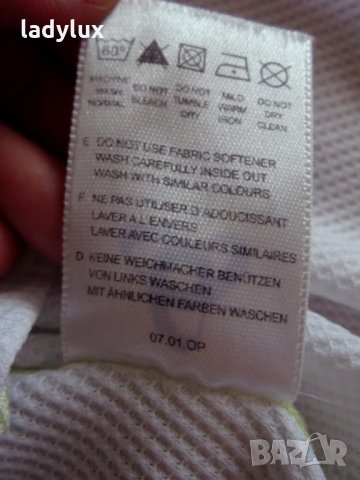 ladylux
60°
MACHINE WASH NORMAL
DO NOT BLEACH
DO NOT TUMBLE DRY
MILD WARM IRON
DO NOT DRY CLEAN
E DO NOT USE FABRIC SOFTENER
WASH CAREFULLY INSIDE OUT
WASH WITH SIMILAR COLOURS
F NE PAS UTILISER D'ADOUCISSANT
LAVER A L'ENVERS
LAVER AVEC COULEURS SIMILAIRES
D KEINE WEICHMACHER BENÜTZEN
VON LINKS WASCHEN
MIT ÄHNLICHEN FARBEN WASCHEN
07.01.OP
BAZAR